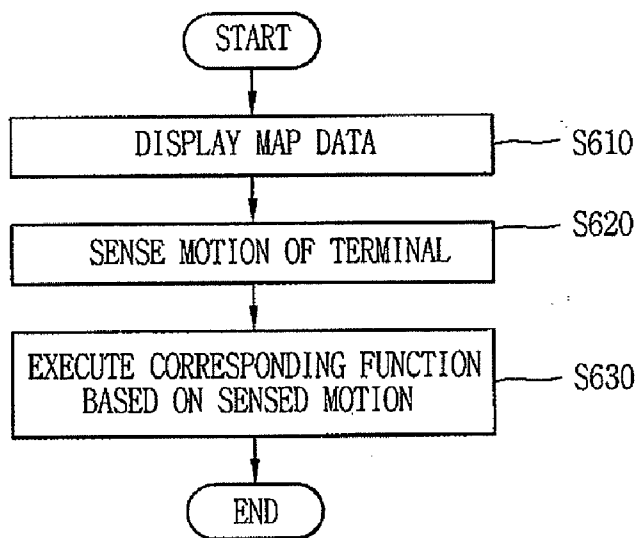 START
DISPLAY MAP DATA
S610
SENSE MOTION OF TERMINAL
S620
EXECUTE CORRESPONDING FUNCTION
BASED ON SENSED MOTION
S630
END